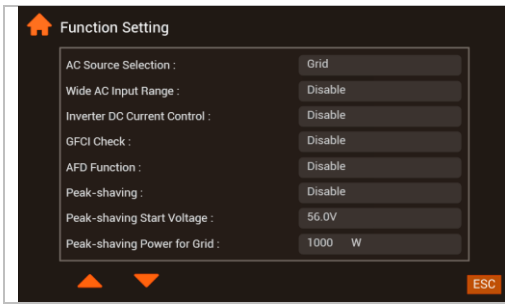 Function Setting
AC Source Selection : Grid
Wide AC Input Range : Disable
Inverter DC Current Control : Disable
GFCI Check : Disable
AFD Function : Disable
Peak-shaving : Disable
Peak-shaving Start Voltage : 56.0V
Peak-shaving Power for Grid : 1000 W
ESC